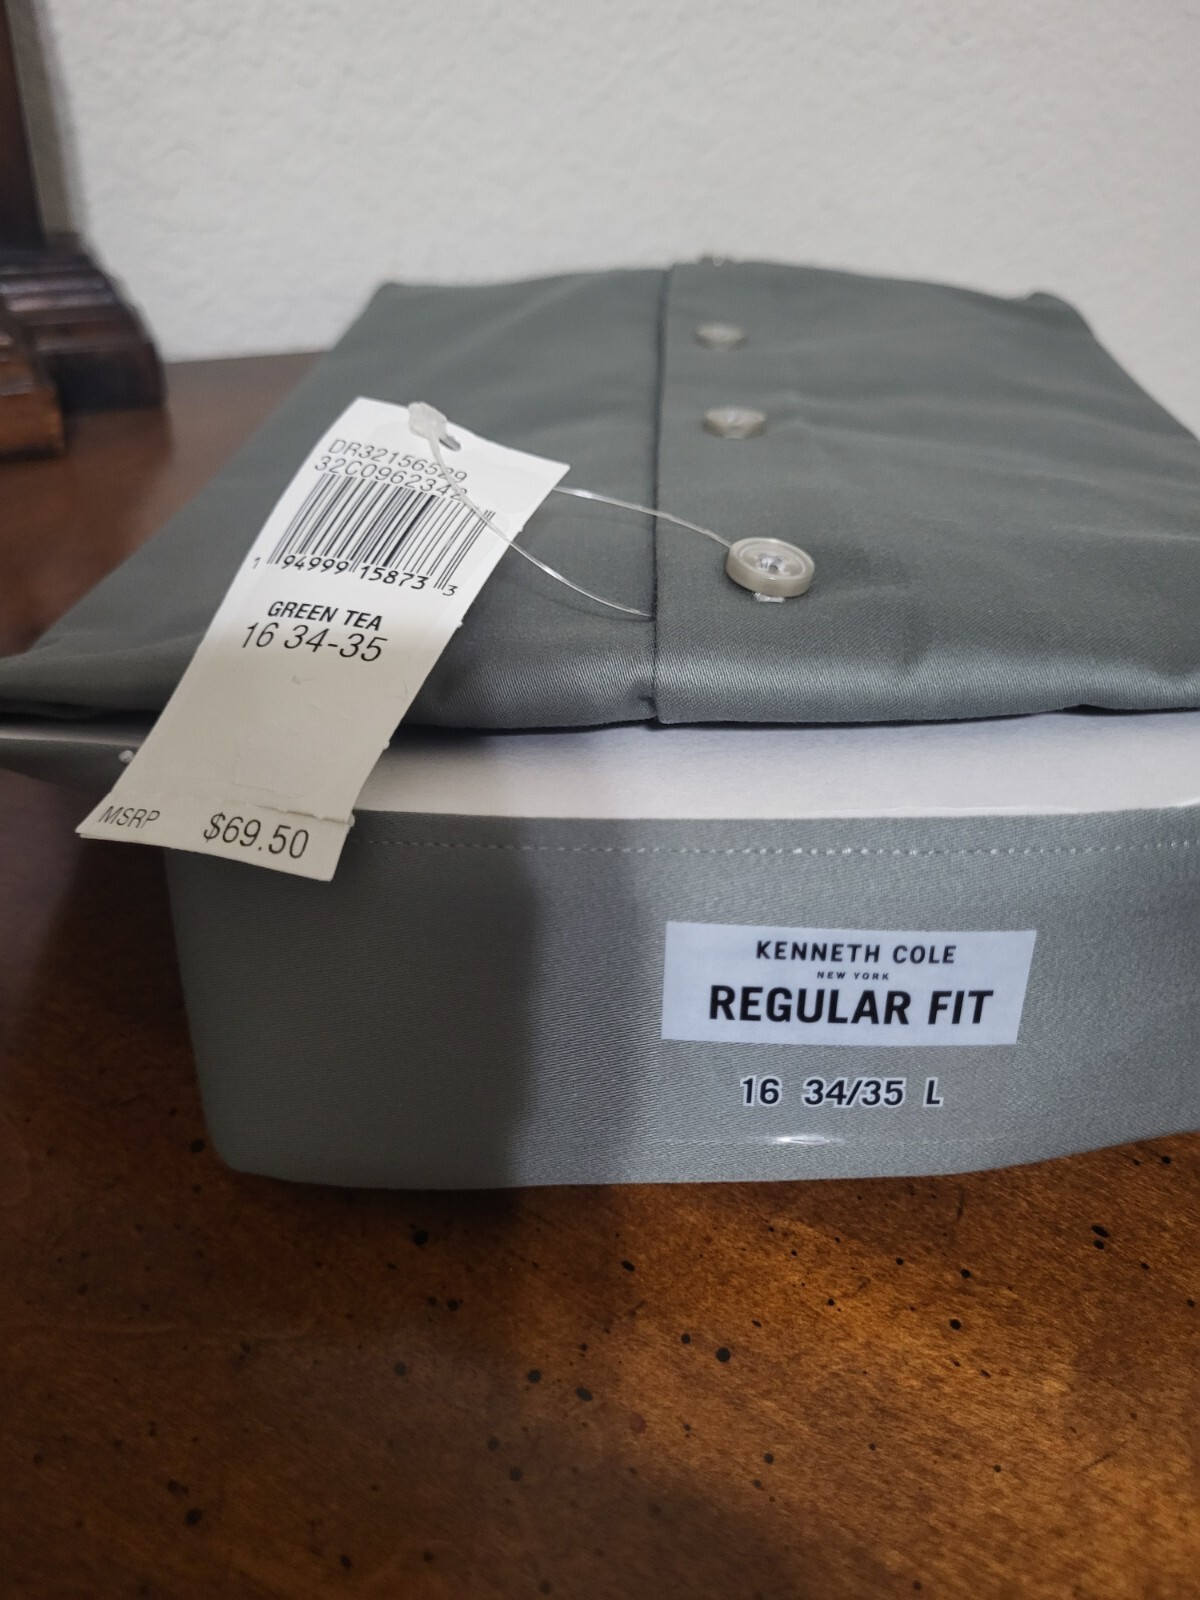 DR32156529
32C0962342
1 94999 15873 3
GREEN TEA
16 34-35
MSRP $69.50
KENNETH COLE
NEW YORK
REGULAR FIT
16 34/35 L